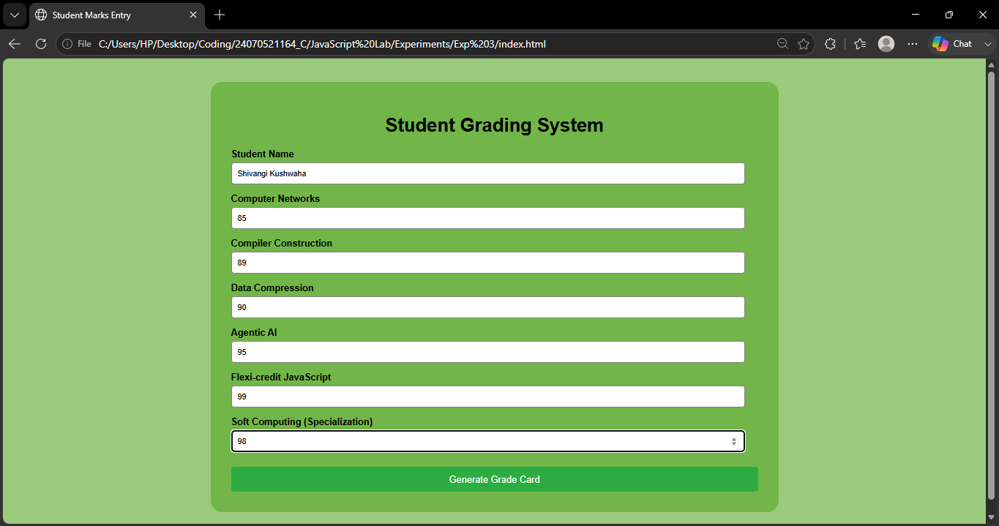 Student Marks Entry
File C:/Users/HP/Desktop/Coding/24070521164_C/JavaScript%20Lab/Experiments/Exp%203/index.html
Chat
Student Grading System
Student Name
Shivangi Kushwaha
Computer Networks
85
Compiler Construction
89
Data Compression
90
Agentic AI
95
Flexi-credit JavaScript
99
Soft Computing (Specialization)
98
Generate Grade Card